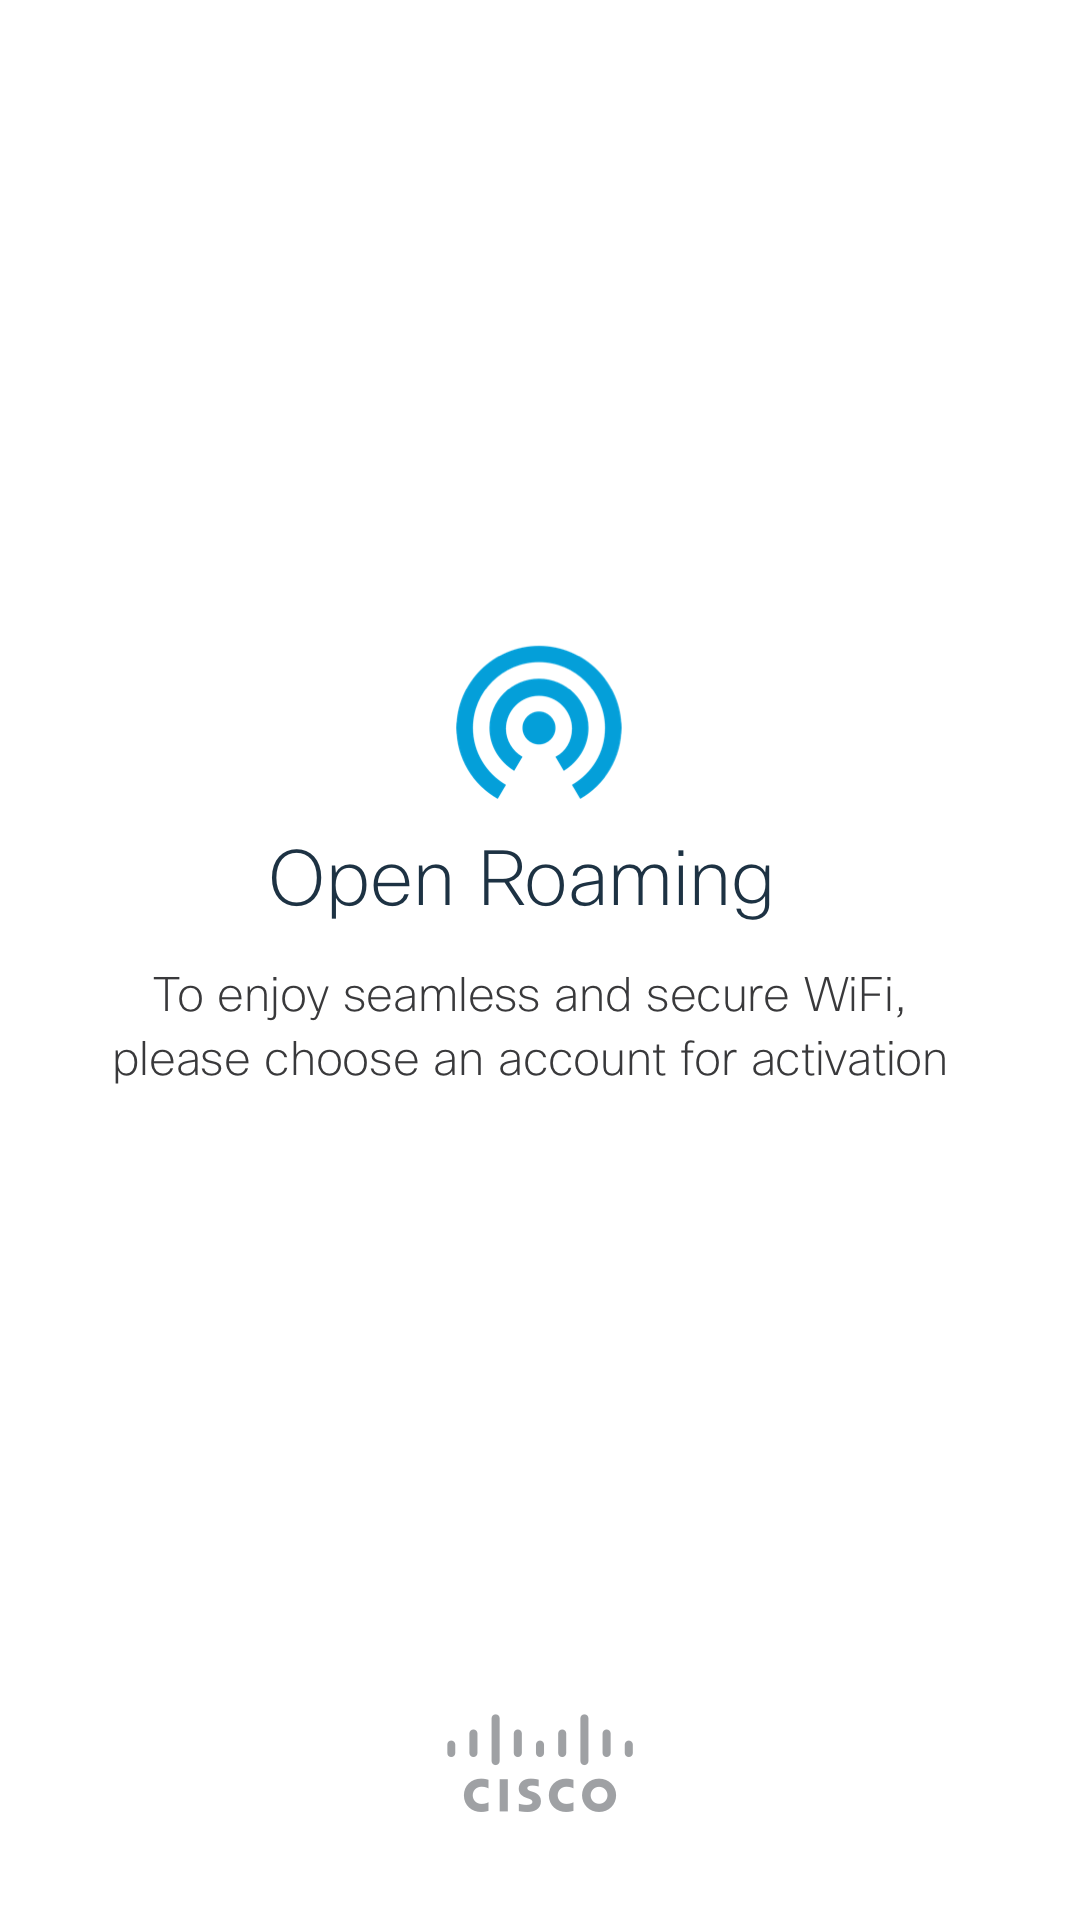 Open Roaming
To enjoy seamless and secure WiFi,
please choose an account for activation
CISCO